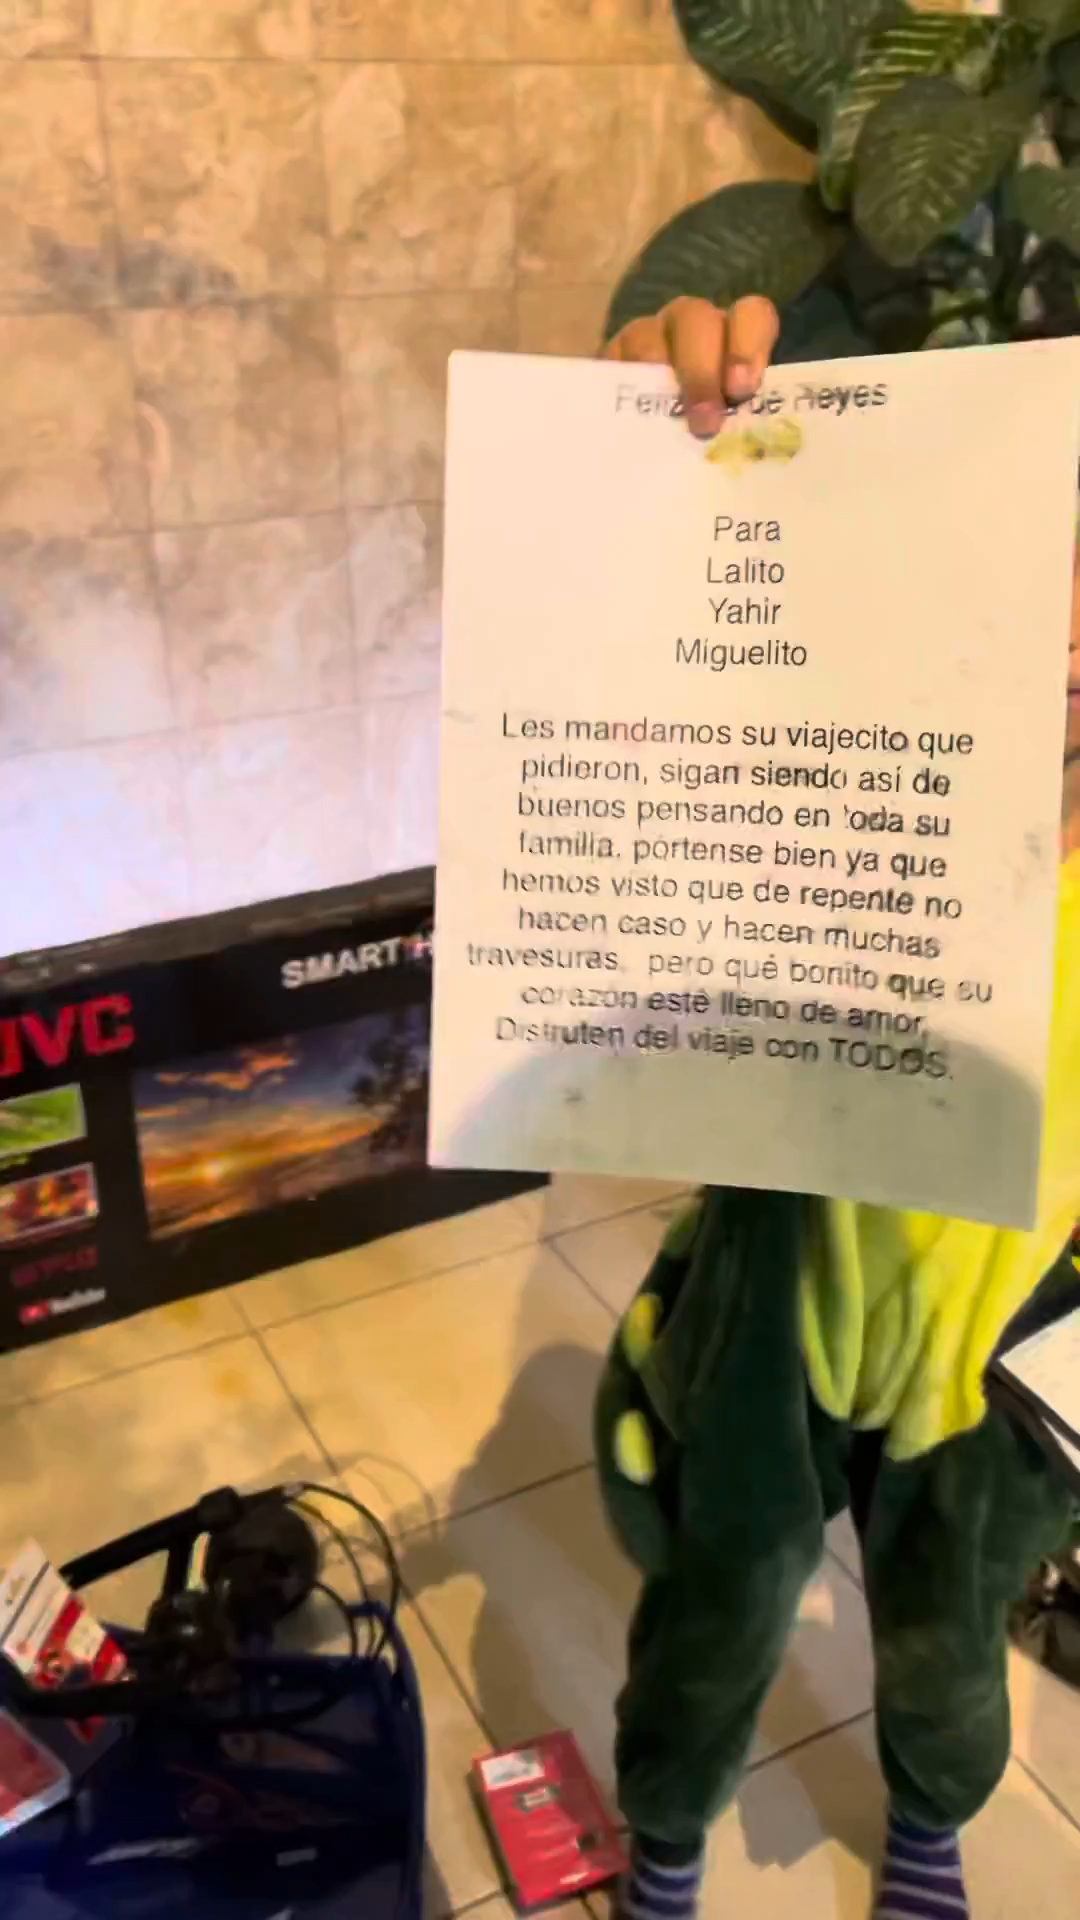 Feliz de Reyes
Para
Lalito
Yahir
Miguelito
Les mandamos su viajecito que
pidieron, sigan siendo así de
buenos pensando en toda su
familia, pórtense bien ya que
hemos visto que de repente no
hacen caso y hacen muchas
travesuras, pero qué bonito que su
corazón esté lleno de amor,
Disfruten del viaje con TODOS.
SMART
JVC
YouTube